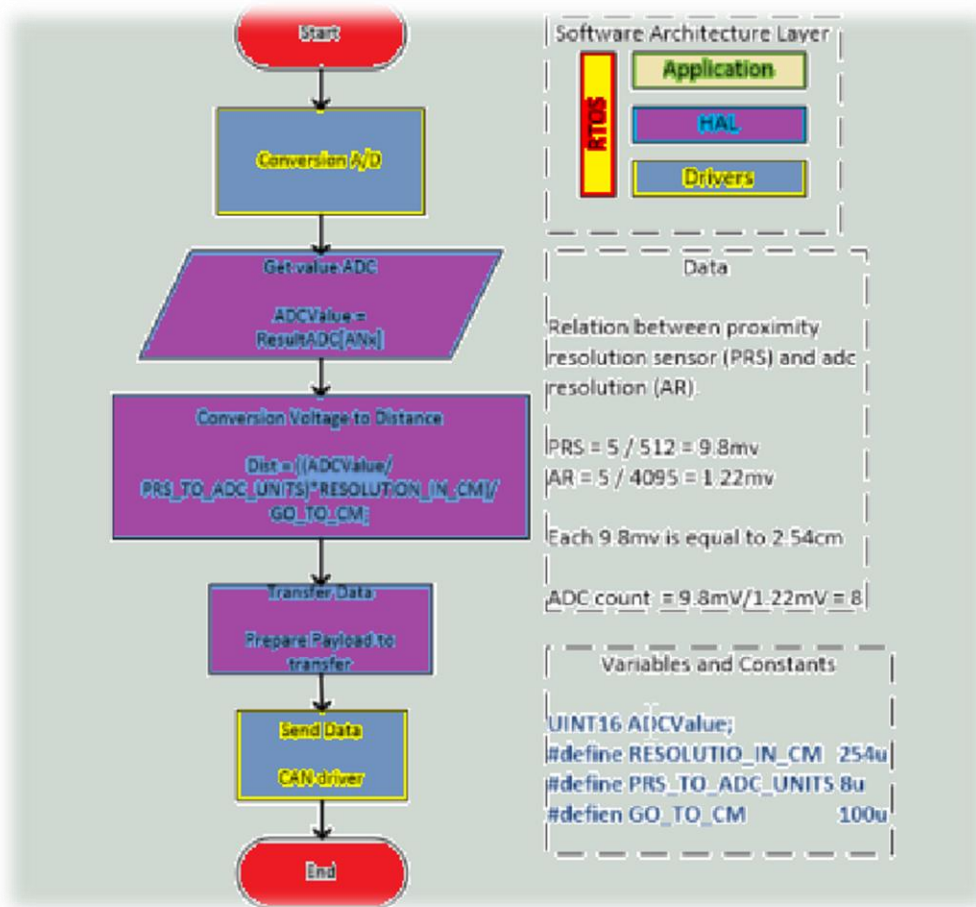 Start
Conversion A/D
Get value ADC
ADCValue =
ResultADC[ANx]
Conversion Voltage to Distance
Dist = ((ADCValue/
PRS_TO_ADC_UNITS)*RESOLUTION_IN_CM)/
GO_TO_CM;
Transfer Data
Prepare Payload to
transfer
Send Data
CAN driver
End
Software Architecture Layer
RTOS
Application
HAL
Drivers
Data
Relation between proximity
resolution sensor (PRS) and adc
resolution (AR).
PRS = 5 / 512 = 9.8mv
AR = 5 / 4095 = 1.22mv
Each 9.8mv is equal to 2.54cm
ADC count = 9.8mV/1.22mV = 8
Variables and Constants
UINT16 ADCValue;
#define RESOLUTIO_IN_CM 254u
#define PRS_TO_ADC_UNITS 8u
#defien GO_TO_CM 100u